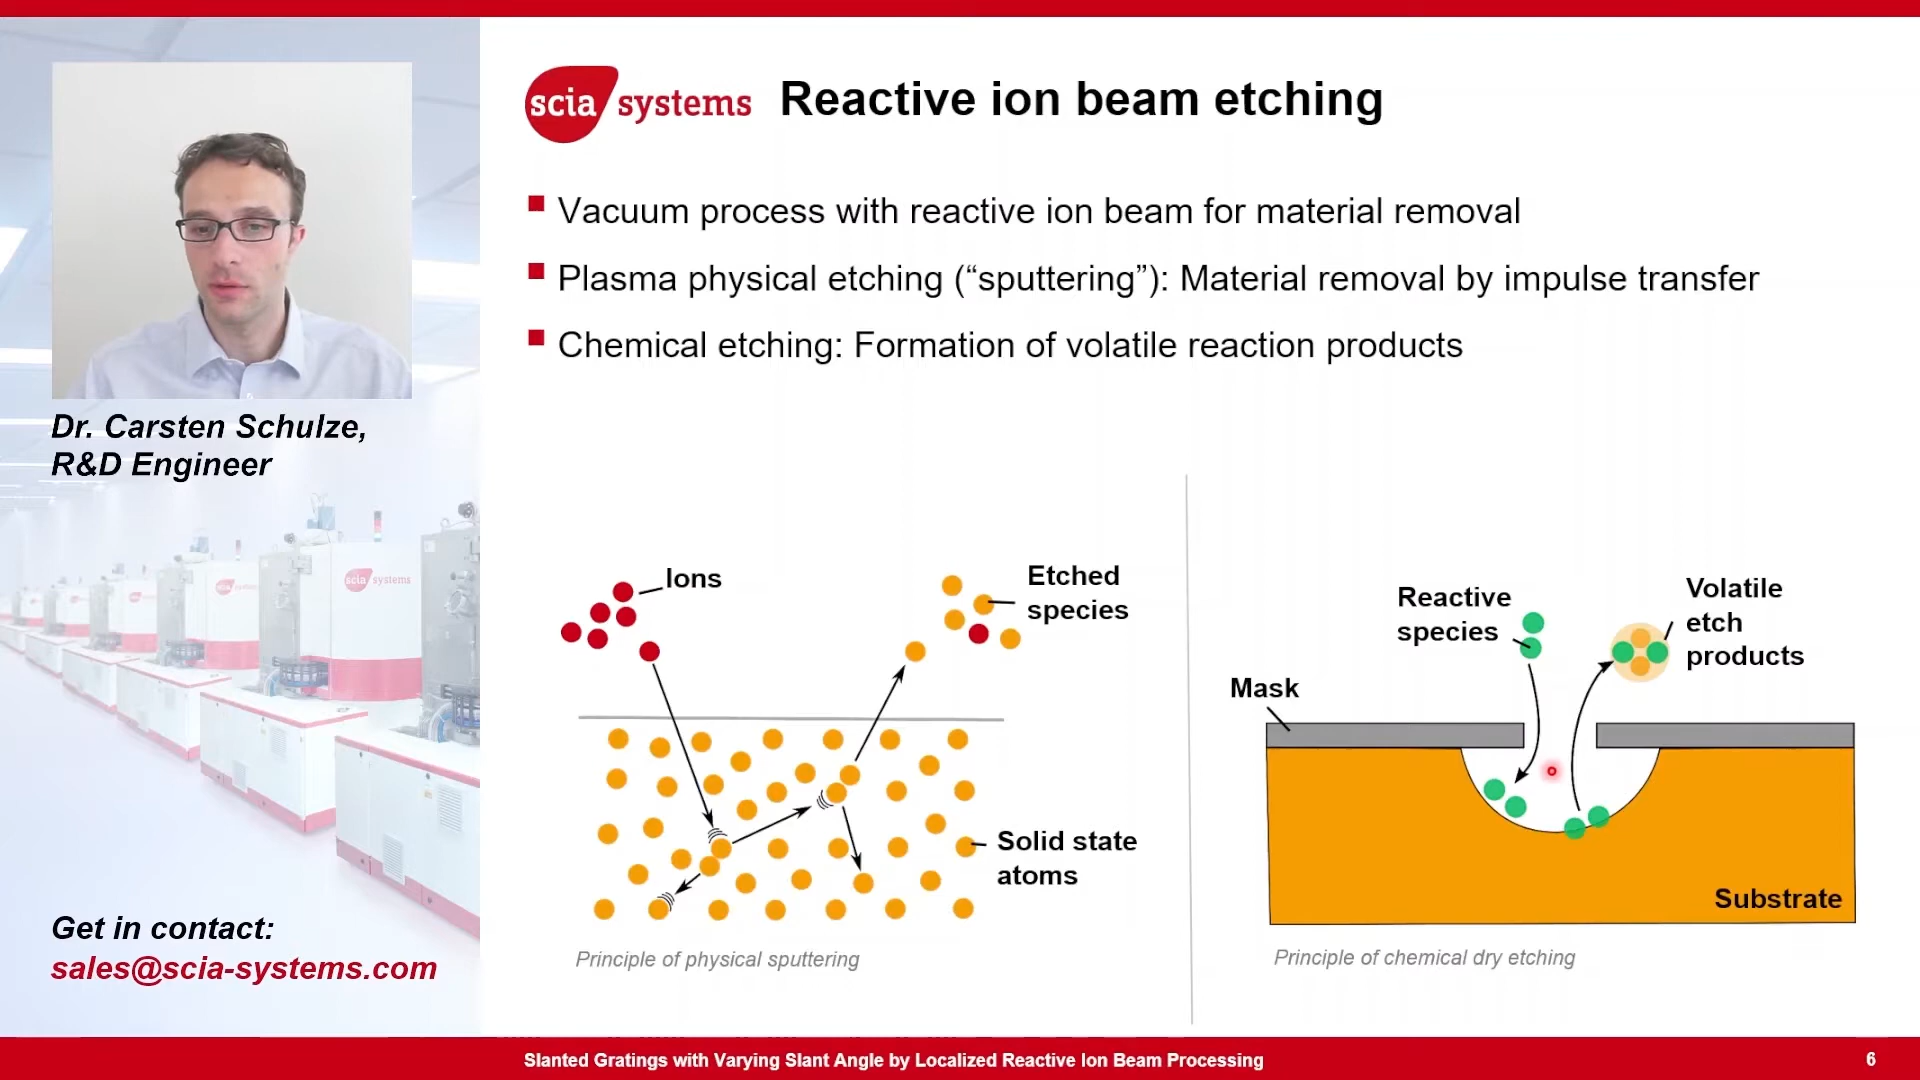 scia systems
Reactive ion beam etching
Vacuum process with reactive ion beam for material removal
Plasma physical etching (“sputtering”): Material removal by impulse transfer
Chemical etching: Formation of volatile reaction products
Dr. Carsten Schulze,
R&D Engineer
scia systems
scia systems
Get in contact:
sales@scia-systems.com
Ions
Etched
species
Solid state
atoms
Principle of physical sputtering
Reactive
species
Volatile
etch
products
Mask
Substrate
Principle of chemical dry etching
Slanted Gratings with Varying Slant Angle by Localized Reactive Ion Beam Processing
6